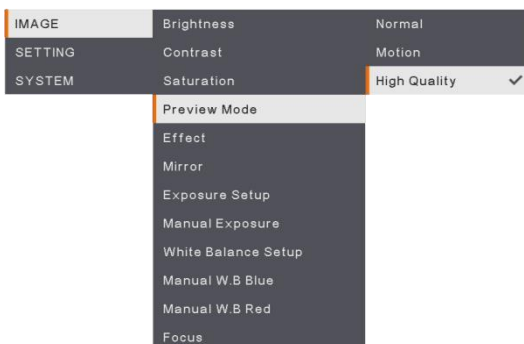 IMAGE
SETTING
SYSTEM
Brightness
Contrast
Saturation
Preview Mode
Effect
Mirror
Exposure Setup
Manual Exposure
White Balance Setup
Manual W.B Blue
Manual W.B Red
Focus
Normal
Motion
High Quality